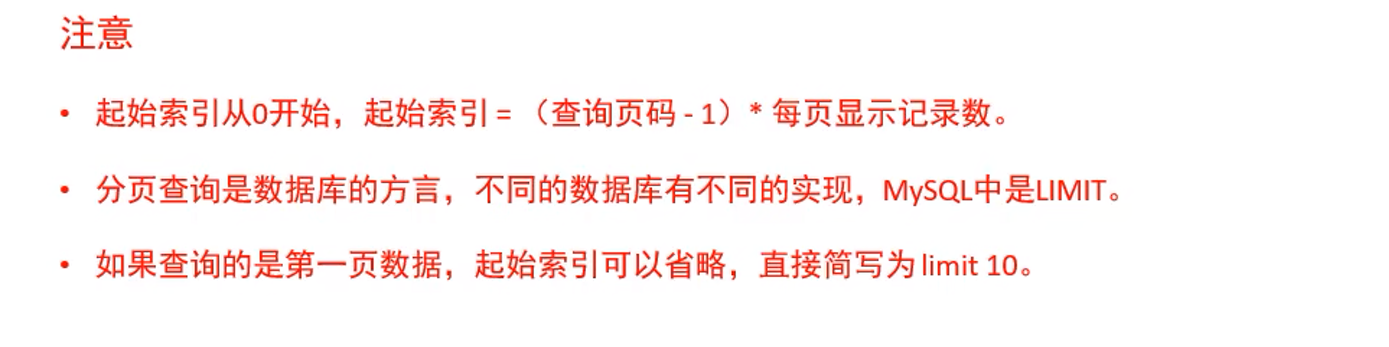 注意
• 起始索引从0开始，起始索引 = （查询页码 - 1）* 每页显示记录数。
• 分页查询是数据库的方言，不同的数据库有不同的实现，MySQL中是LIMIT。
• 如果查询的是第一页数据，起始索引可以省略，直接简写为 limit 10。